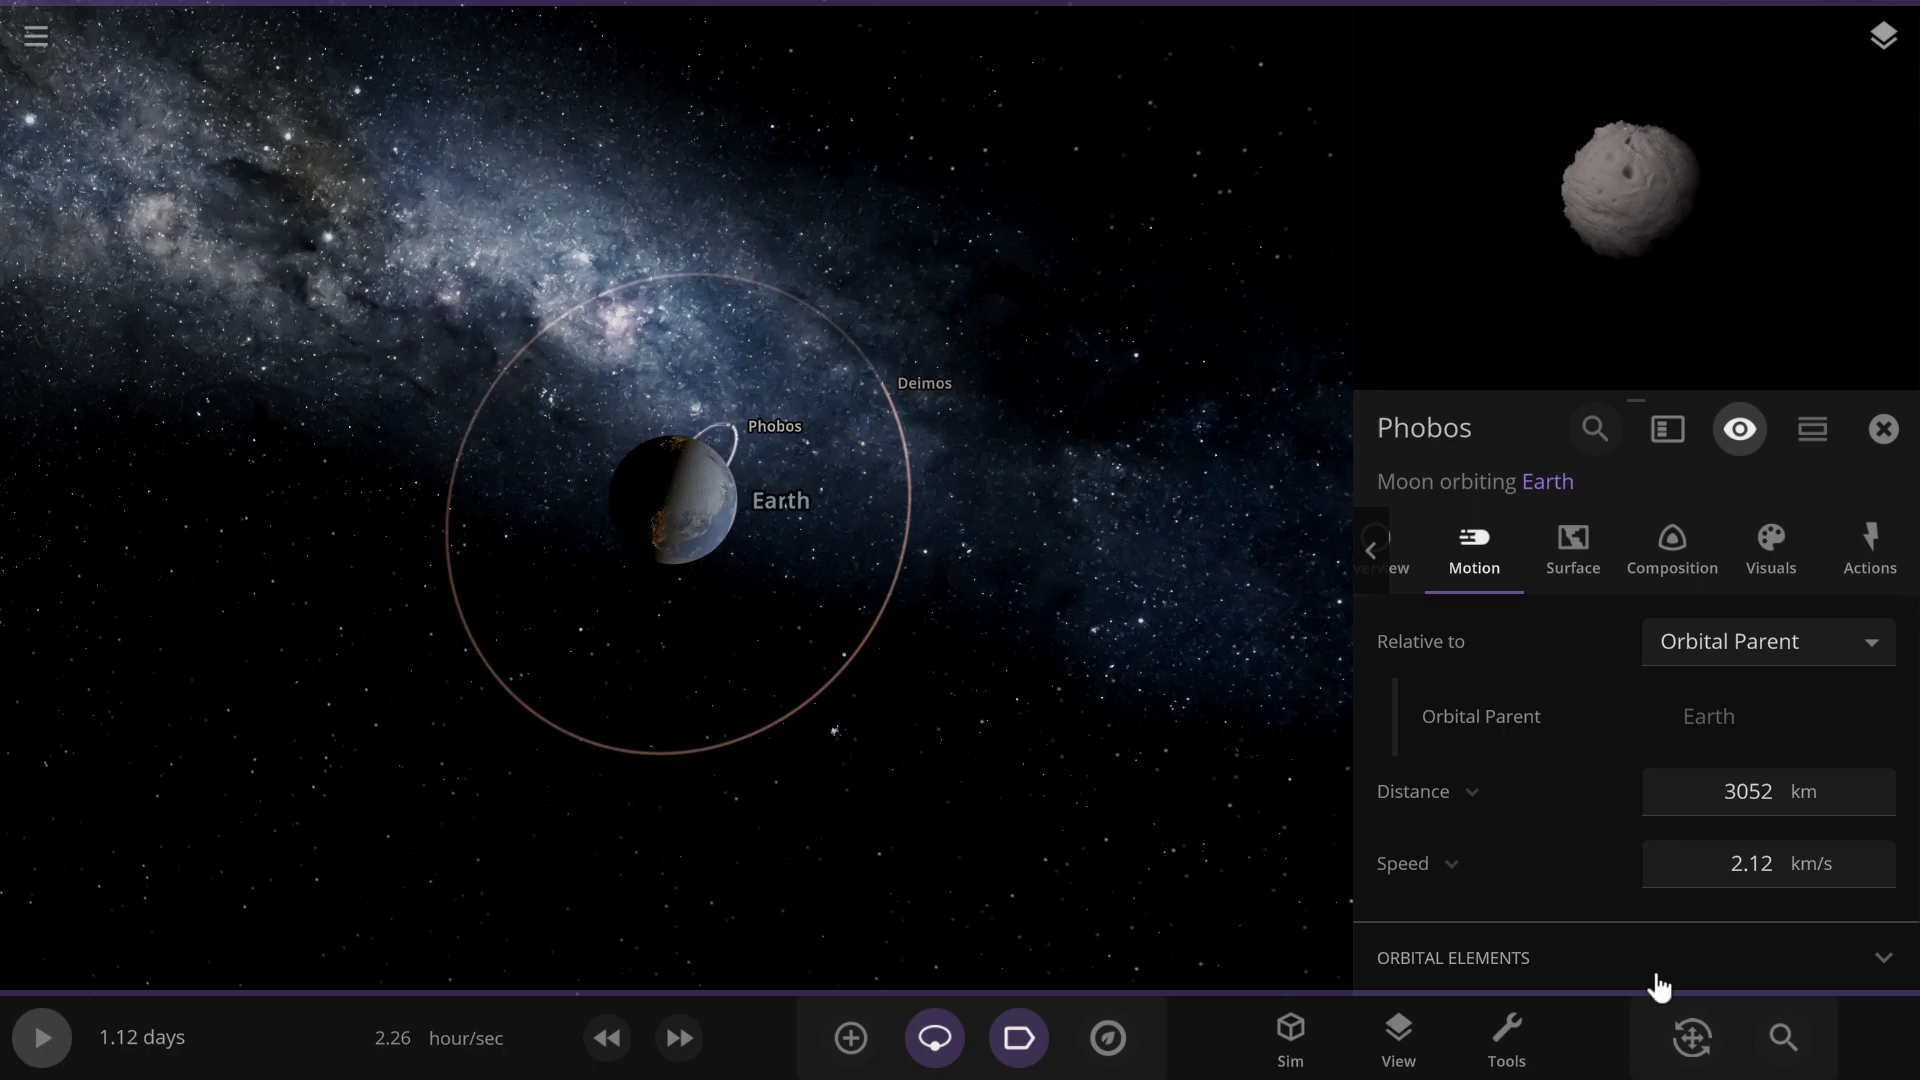 Deimos
Phobos
Earth
Phobos
Moon orbiting Earth
Motion
Surface
Composition
Visuals
Actions
Relative to
Orbital Parent
Orbital Parent
Earth
Distance
3052 km
Speed
2.12 km/s
ORBITAL ELEMENTS
1.12 days
2.26 hour/sec
Sim
View
Tools